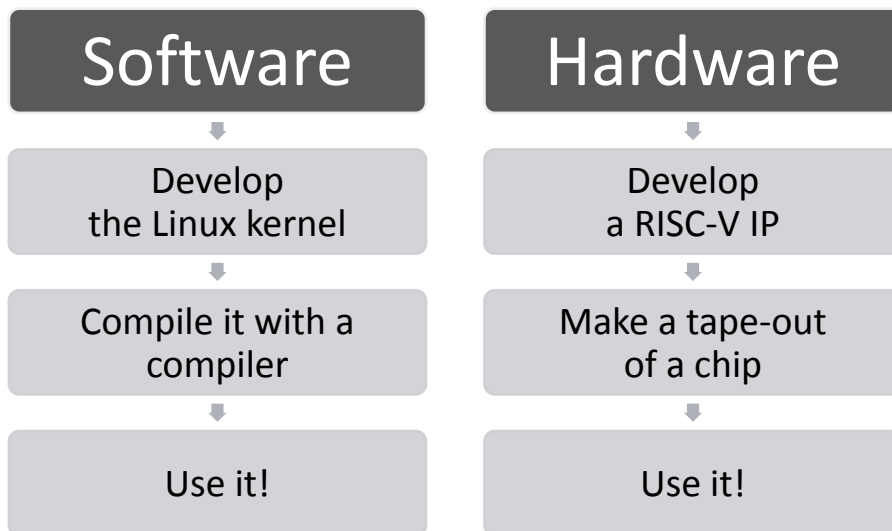 Software
Develop
the Linux kernel
Compile it with a
compiler
Use it!
Hardware
Develop
a RISC-V IP
Make a tape-out
of a chip
Use it!